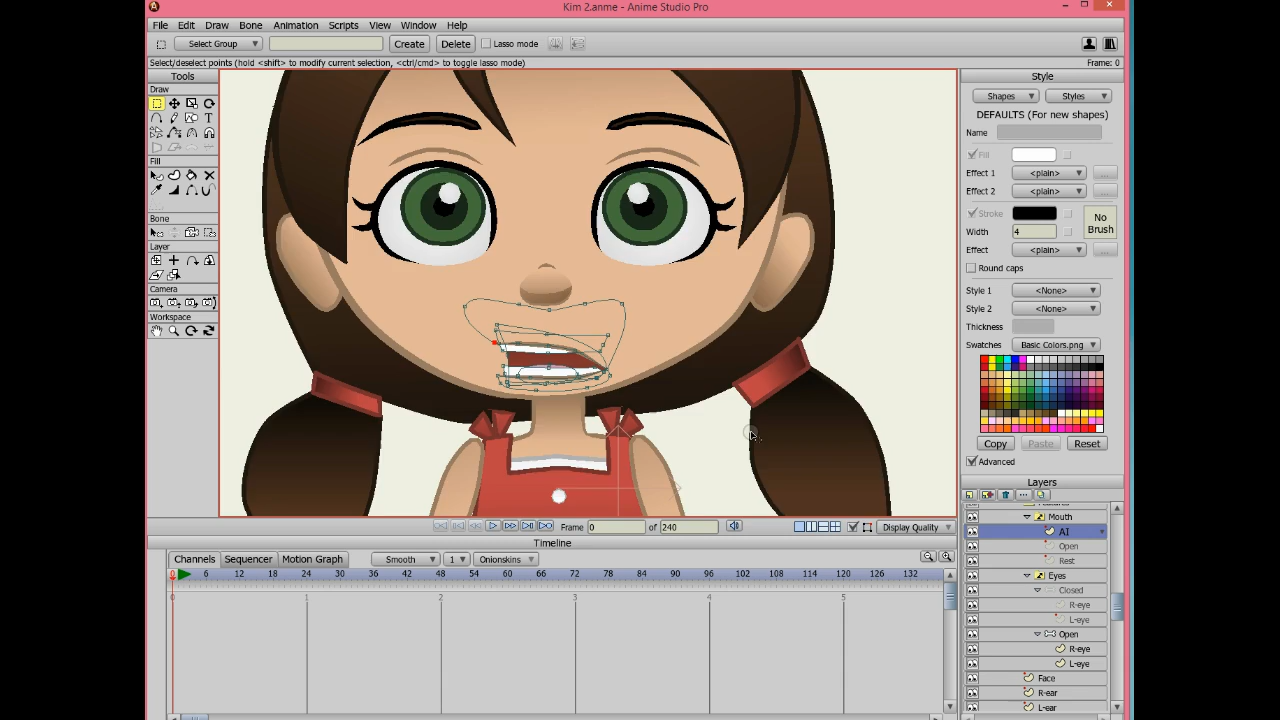 Kim 2.anme - Anime Studio Pro
File Edit Draw Bone Animation Scripts View Window Help
Select Group Create Delete Lasso mode
Select/deselect points (hold <shift> to modify current selection, <ctrl/cmd> to toggle lasso mode) Frame: 0
Tools
Draw
Fill
Bone
Layer
Camera
Workspace
Style
Shapes Styles
DEFAULTS (For new shapes)
Name
Fill
Effect 1 <plain> ...
Effect 2 <plain> ...
Stroke No Brush
Width 4
Effect <plain> ...
Round caps
Style 1 <None>
Style 2 <None>
Thickness
Swatches Basic Colors.png
Copy Paste Reset
Advanced
Layers
Mouth
AI
Open
Rest
Eyes
Closed
R-eye
L-eye
Open
R-eye
L-eye
Face
R-ear
L-ear
Frame 0 of 240 Display Quality
Timeline
Channels Sequencer Motion Graph Smooth 1 Onionskins
0 6 12 18 24 30 36 42 48 54 60 66 72 78 84 90 96 102 108 114 120 126 132
0 1 2 3 4 5